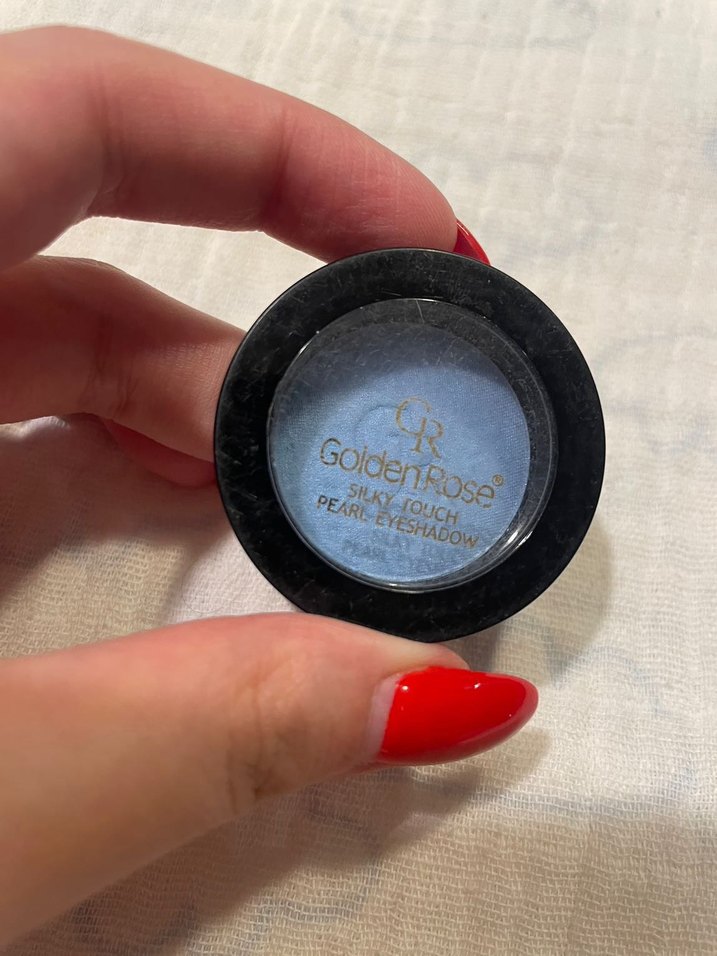 GR
Golden Rose®
SILKY TOUCH
PEARL EYESHADOW